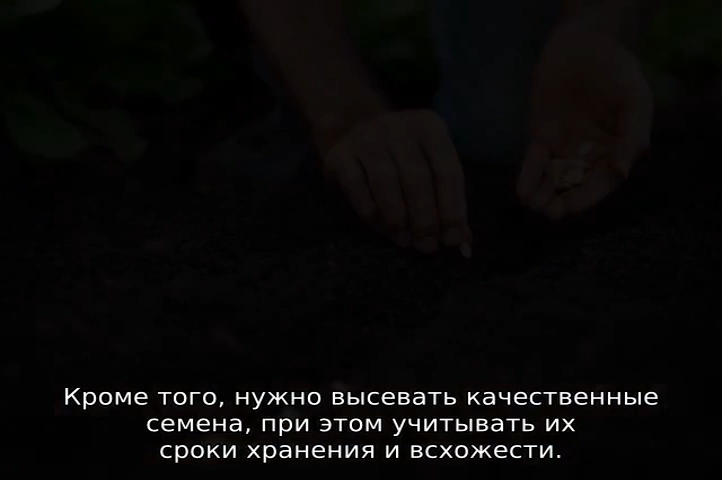 Кроме того, нужно высевать качественные
семена, при этом учитывать их
сроки хранения и всхожести.